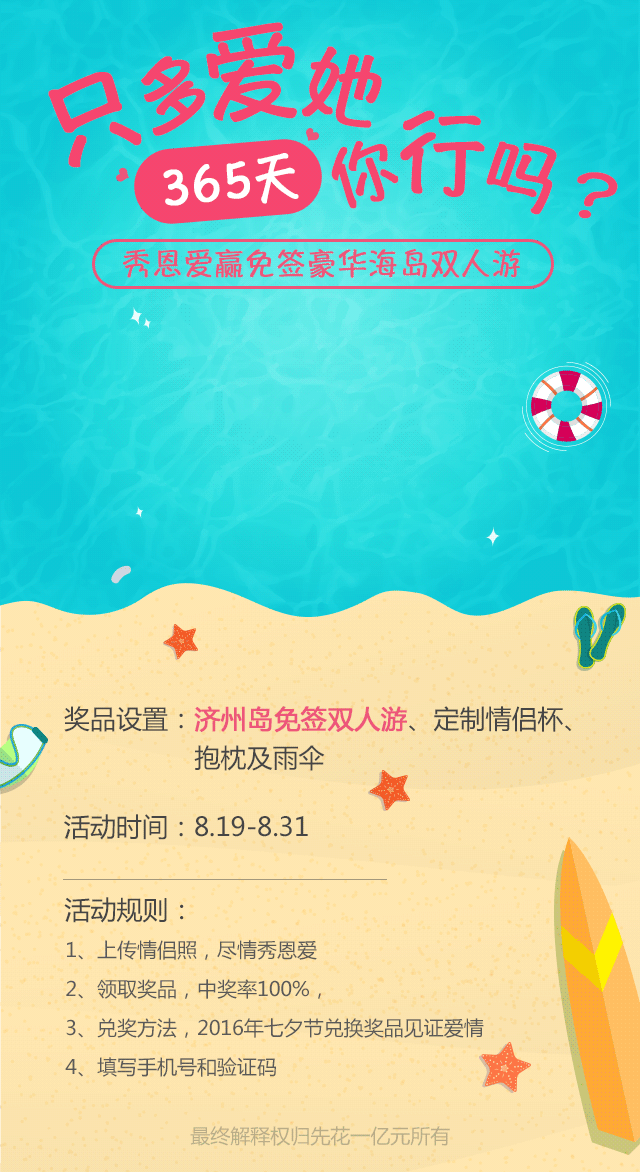 只多爱她
365天你行吗？
秀恩爱赢免签豪华海岛双人游
奖品设置：济州岛免签双人游、定制情侣杯、
抱枕及雨伞
活动时间：8.19-8.31
活动规则：
1、上传情侣照，尽情秀恩爱
2、领取奖品，中奖率100%，
3、兑奖方法，2016年七夕节兑换奖品见证爱情
4、填写手机号和验证码
最终解释权归先花一亿元所有